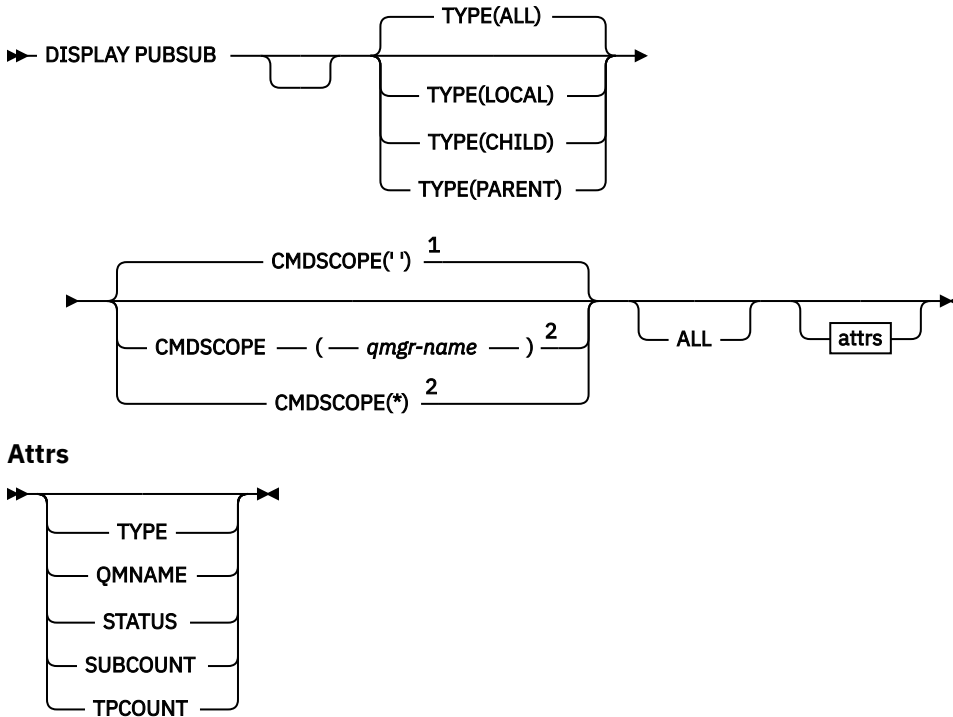 TYPE(ALL)
DISPLAY PUBSUB
TYPE(LOCAL)
TYPE(CHILD)
TYPE(PARENT)
CMDSCOPE(' ') 1
CMDSCOPE ( qmgr-name ) 2
ALL
attrs
CMDSCOPE(*) 2
Attrs
TYPE
QMNAME
STATUS
SUBCOUNT
TPCOUNT